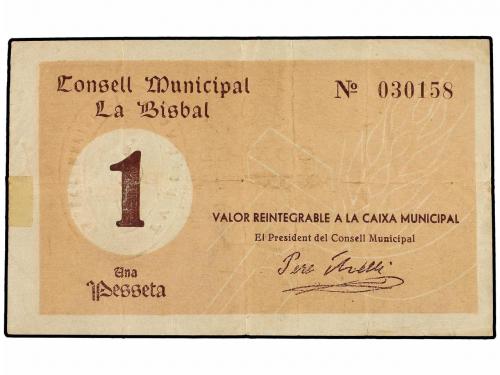 Consell Municipal
La Bisbal
Nº 030158
1
Una
Pesseta
VALOR REINTEGRABLE A LA CAIXA MUNICIPAL
El President del Consell Municipal
Pere